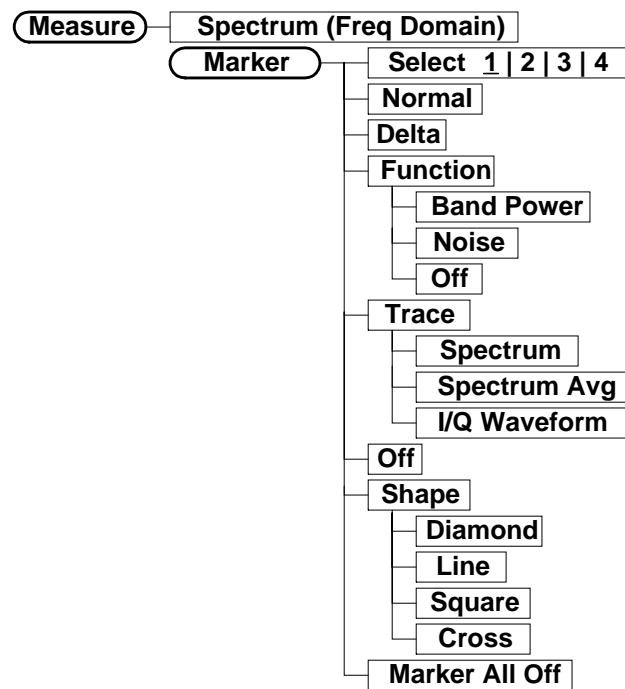 Measure Spectrum (Freq Domain)
Marker Select 1 | 2 | 3 | 4
Normal
Delta
Function
Band Power
Noise
Off
Trace
Spectrum
Spectrum Avg
I/Q Waveform
Off
Shape
Diamond
Line
Square
Cross
Marker All Off